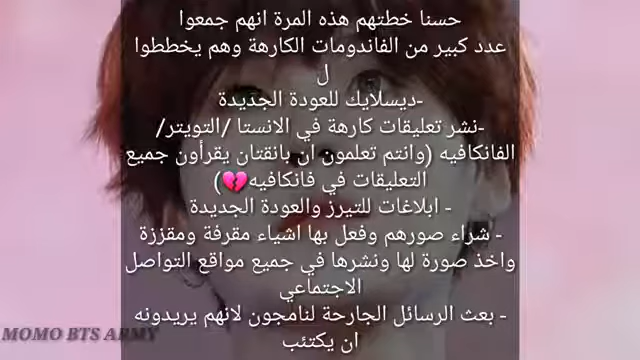 حسنا خطتهم هذه المرة انهم جمعوا
عدد كبير من الفاندومات الكارهة وهم يخططوا
ل
-ديسلايك للعودة الجديدة
-نشر تعليقات كارهة في الانستا /التويتر/
الفانكافيه (وانتم تعلمون ان بانقتان يقرأون جميع
التعليقات في فانكافيه💔)
- ابلاغات للتيرز والعودة الجديدة
- شراء صورهم وفعل بها اشياء مقرفة ومقززة
واخذ صورة لها ونشرها في جميع مواقع التواصل
الاجتماعي
- بعث الرسائل الجارحة لنامجون لانهم يريدونه
ان يكتئب
MOMO BTS ARMY